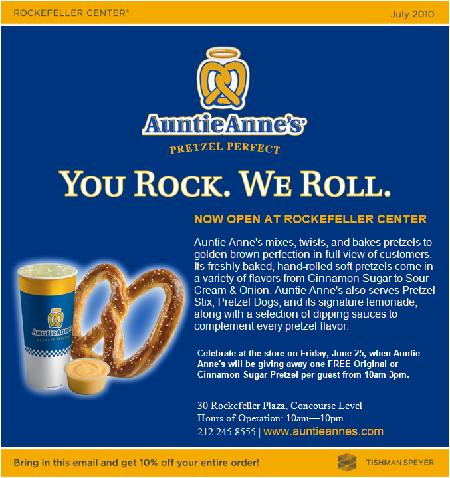 ROCKEFELLER CENTER®
July 2010
AuntieAnne's®
PRETZEL PERFECT
YOU ROCK. WE ROLL.
NOW OPEN AT ROCKEFELLER CENTER
Auntie Anne's mixes, twists, and bakes pretzels to
golden brown perfection in full view of customers.
Its freshly baked, hand-rolled soft pretzels come in
a variety of flavors from Cinnamon Sugar to Sour
Cream & Onion. Auntie Anne's also serves Pretzel
Stix, Pretzel Dogs, and its signature lemonade,
along with a selection of dipping sauces to
complement every pretzel flavor.
AuntieAnne's
Celebrate at the store on Friday, June 25, when Auntie
Anne's will be giving away one FREE Original or
Cinnamon Sugar Pretzel per guest from 10am 3pm.
30 Rockefeller Plaza, Concourse Level
Hours of Operation: 10am—10pm
212 245 8555 | www.auntieannes.com
Bring in this email and get 10% off your entire order!
TISHMAN SPEYER